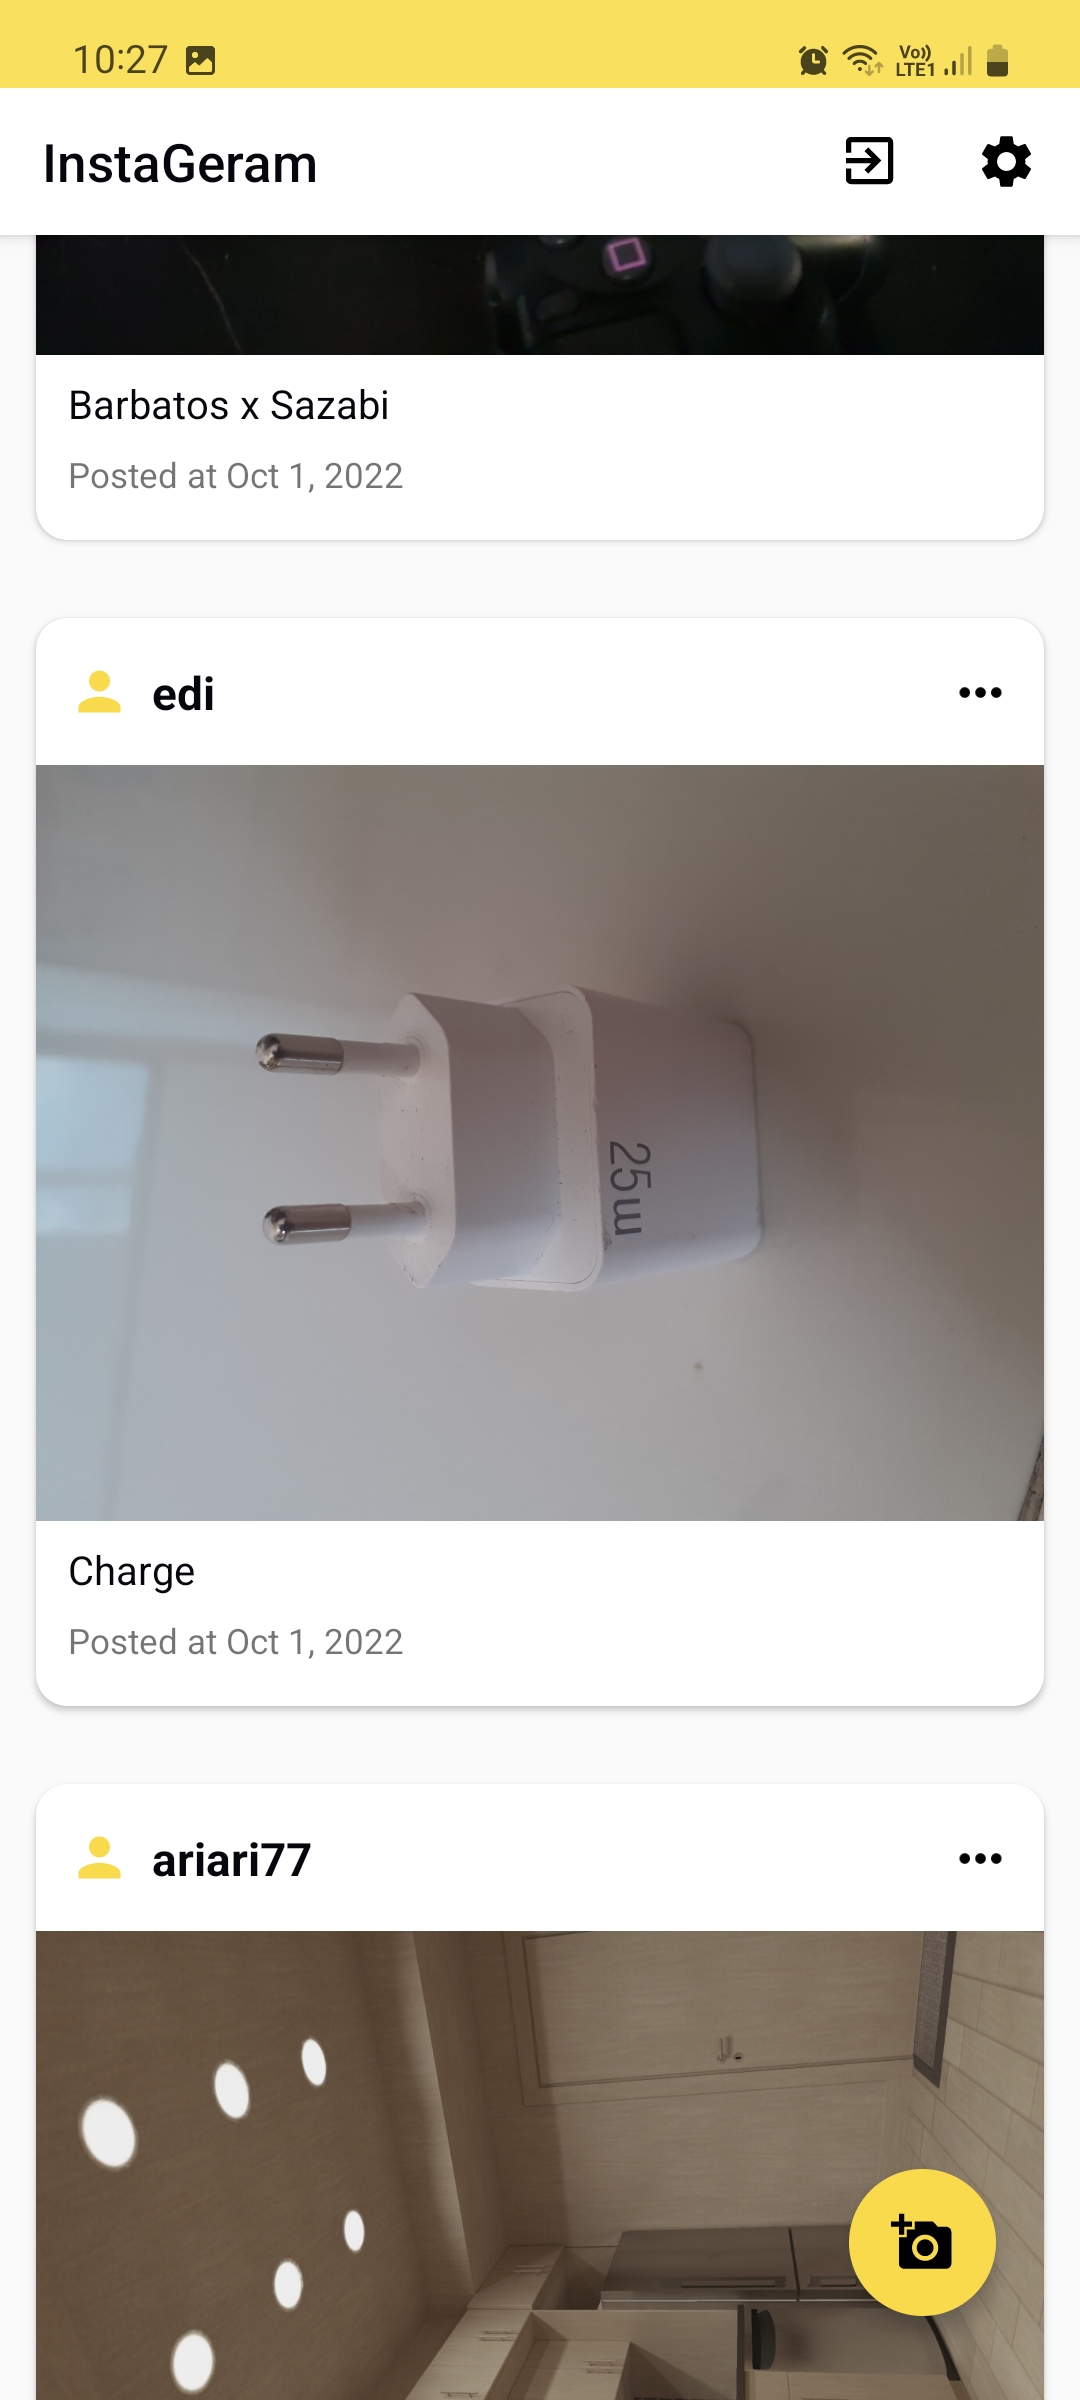 10:27
Vo))
LTE1
InstaGeram
Barbatos x Sazabi
Posted at Oct 1, 2022
edi
25W
Charge
Posted at Oct 1, 2022
ariari77